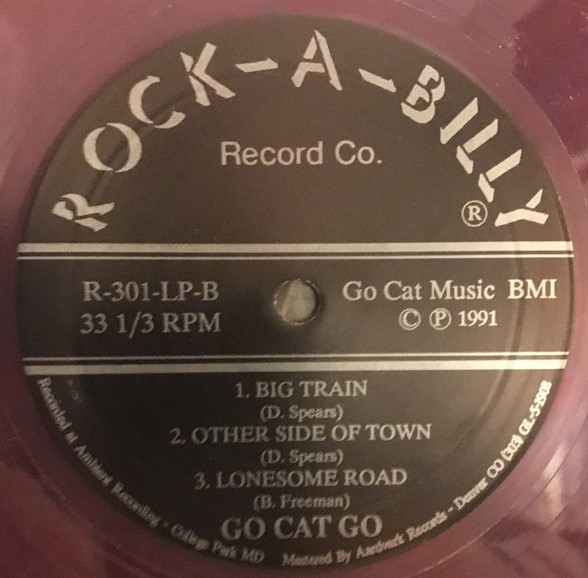 ROCK-A-BILLY ®
Record Co.
R-301-LP-B
33 1/3 RPM
Go Cat Music BMI
© ℗ 1991
1. BIG TRAIN
(D. Spears)
2. OTHER SIDE OF TOWN
(D. Spears)
3. LONESOME ROAD
(B. Freeman)
GO CAT GO
Recorded at Ambient Recording - College Park MD Mastered By Aardvark Records - Denver CO (303)